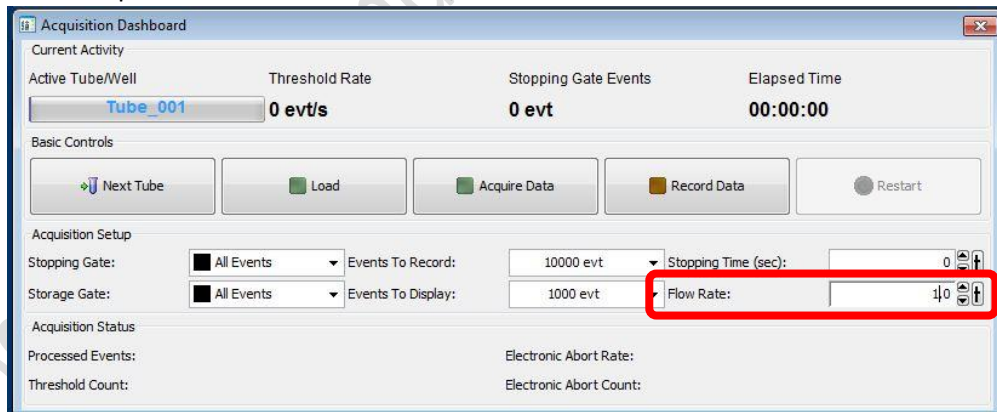 Acquisition Dashboard
Current Activity
Active Tube/Well Threshold Rate Stopping Gate Events Elapsed Time
Tube_001 0 evt/s 0 evt 00:00:00
Basic Controls
Next Tube Load Acquire Data Record Data Restart
Acquisition Setup
Stopping Gate: All Events Events To Record: 10000 evt Stopping Time (sec): 0
Storage Gate: All Events Events To Display: 1000 evt Flow Rate: 1.0
Acquisition Status
Processed Events: Electronic Abort Rate:
Threshold Count: Electronic Abort Count: